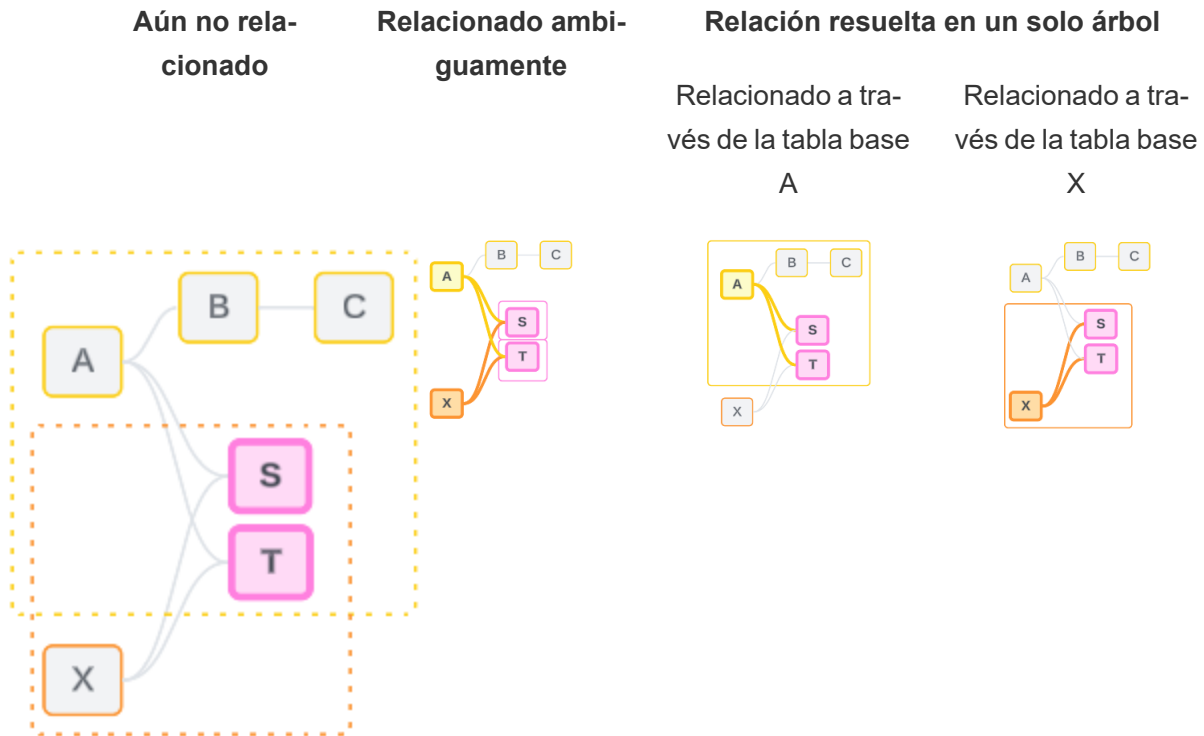 Aún no rela-
cionado
Relacionado ambi-
guamente
Relación resuelta en un solo árbol
Relacionado a tra-
vés de la tabla base
A
Relacionado a tra-
vés de la tabla base
X
A
B
C
S
T
X
A
B
C
S
T
X
A
B
C
S
T
X
A
B
C
S
T
X